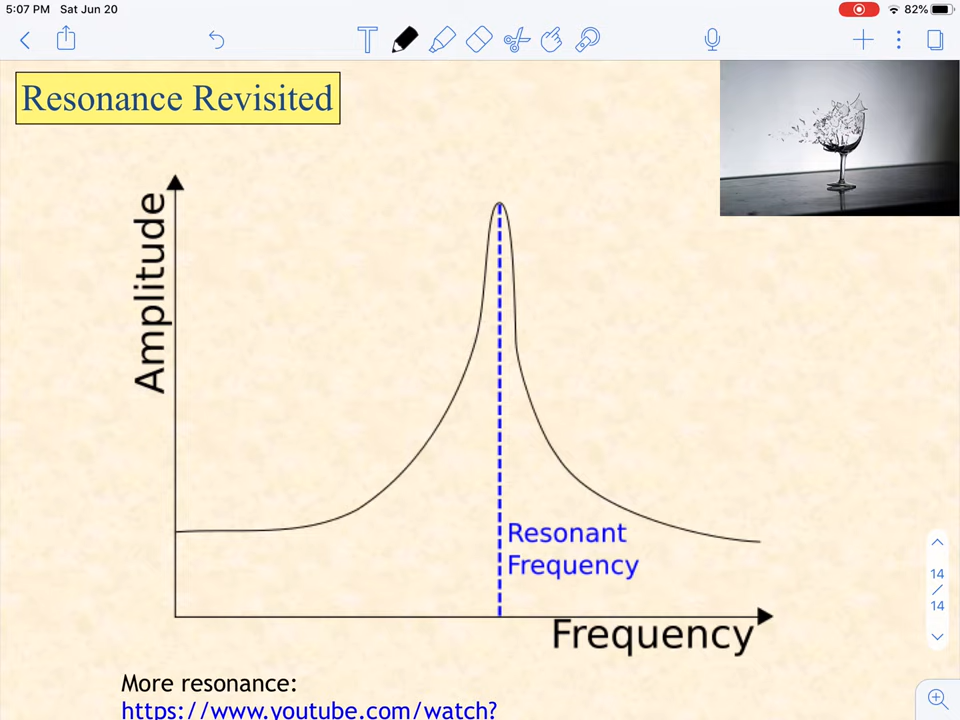 5:07 PM Sat Jun 20
82%
T
Resonance Revisited
Amplitude
Resonant
Frequency
Frequency
14
/
14
More resonance:
https://www.youtube.com/watch?